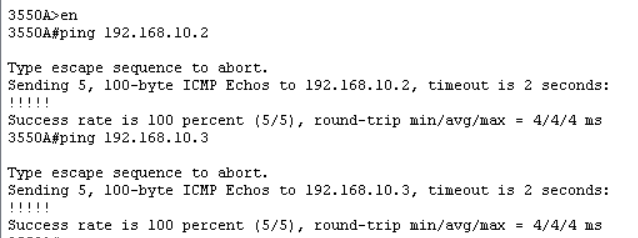 3550A>en
3550A#ping 192.168.10.2
Type escape sequence to abort.
Sending 5, 100-byte ICMP Echos to 192.168.10.2, timeout is 2 seconds:
!!!!!
Success rate is 100 percent (5/5), round-trip min/avg/max = 4/4/4 ms
3550A#ping 192.168.10.3
Type escape sequence to abort.
Sending 5, 100-byte ICMP Echos to 192.168.10.3, timeout is 2 seconds:
!!!!!
Success rate is 100 percent (5/5), round-trip min/avg/max = 4/4/4 ms